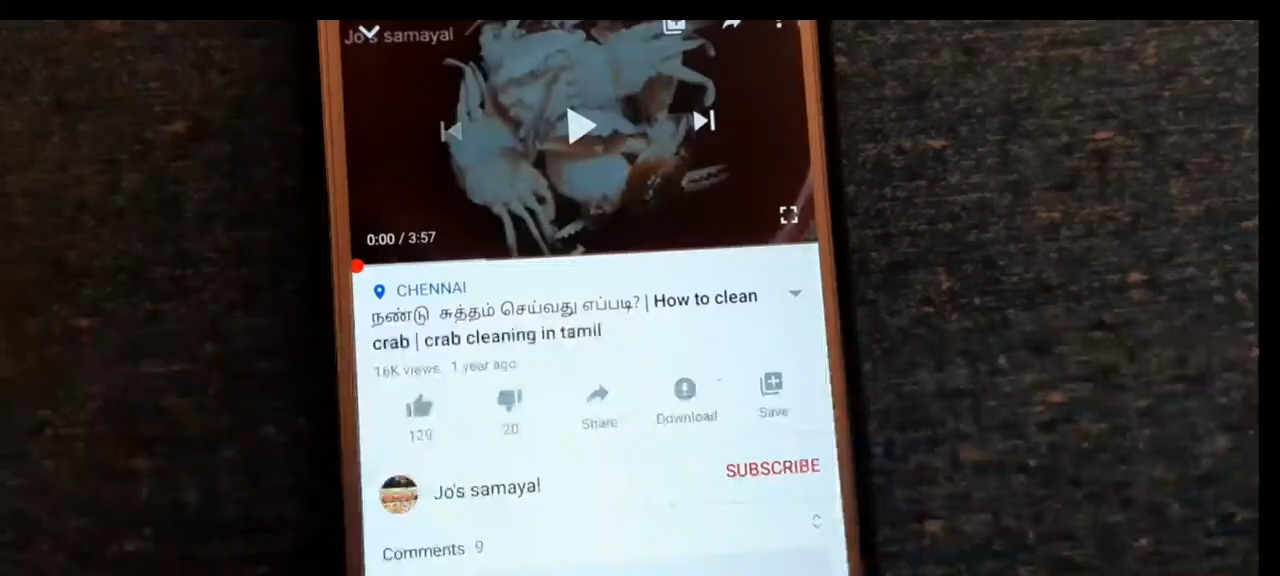 Jo's samayal
0:00 / 3:57
CHENNAI
நண்டு சுத்தம் செய்வது எப்படி? | How to clean
crab | crab cleaning in tamil
16K views 1 year ago
129 20 Share Download Save
Jo's samayal SUBSCRIBE
Comments 9